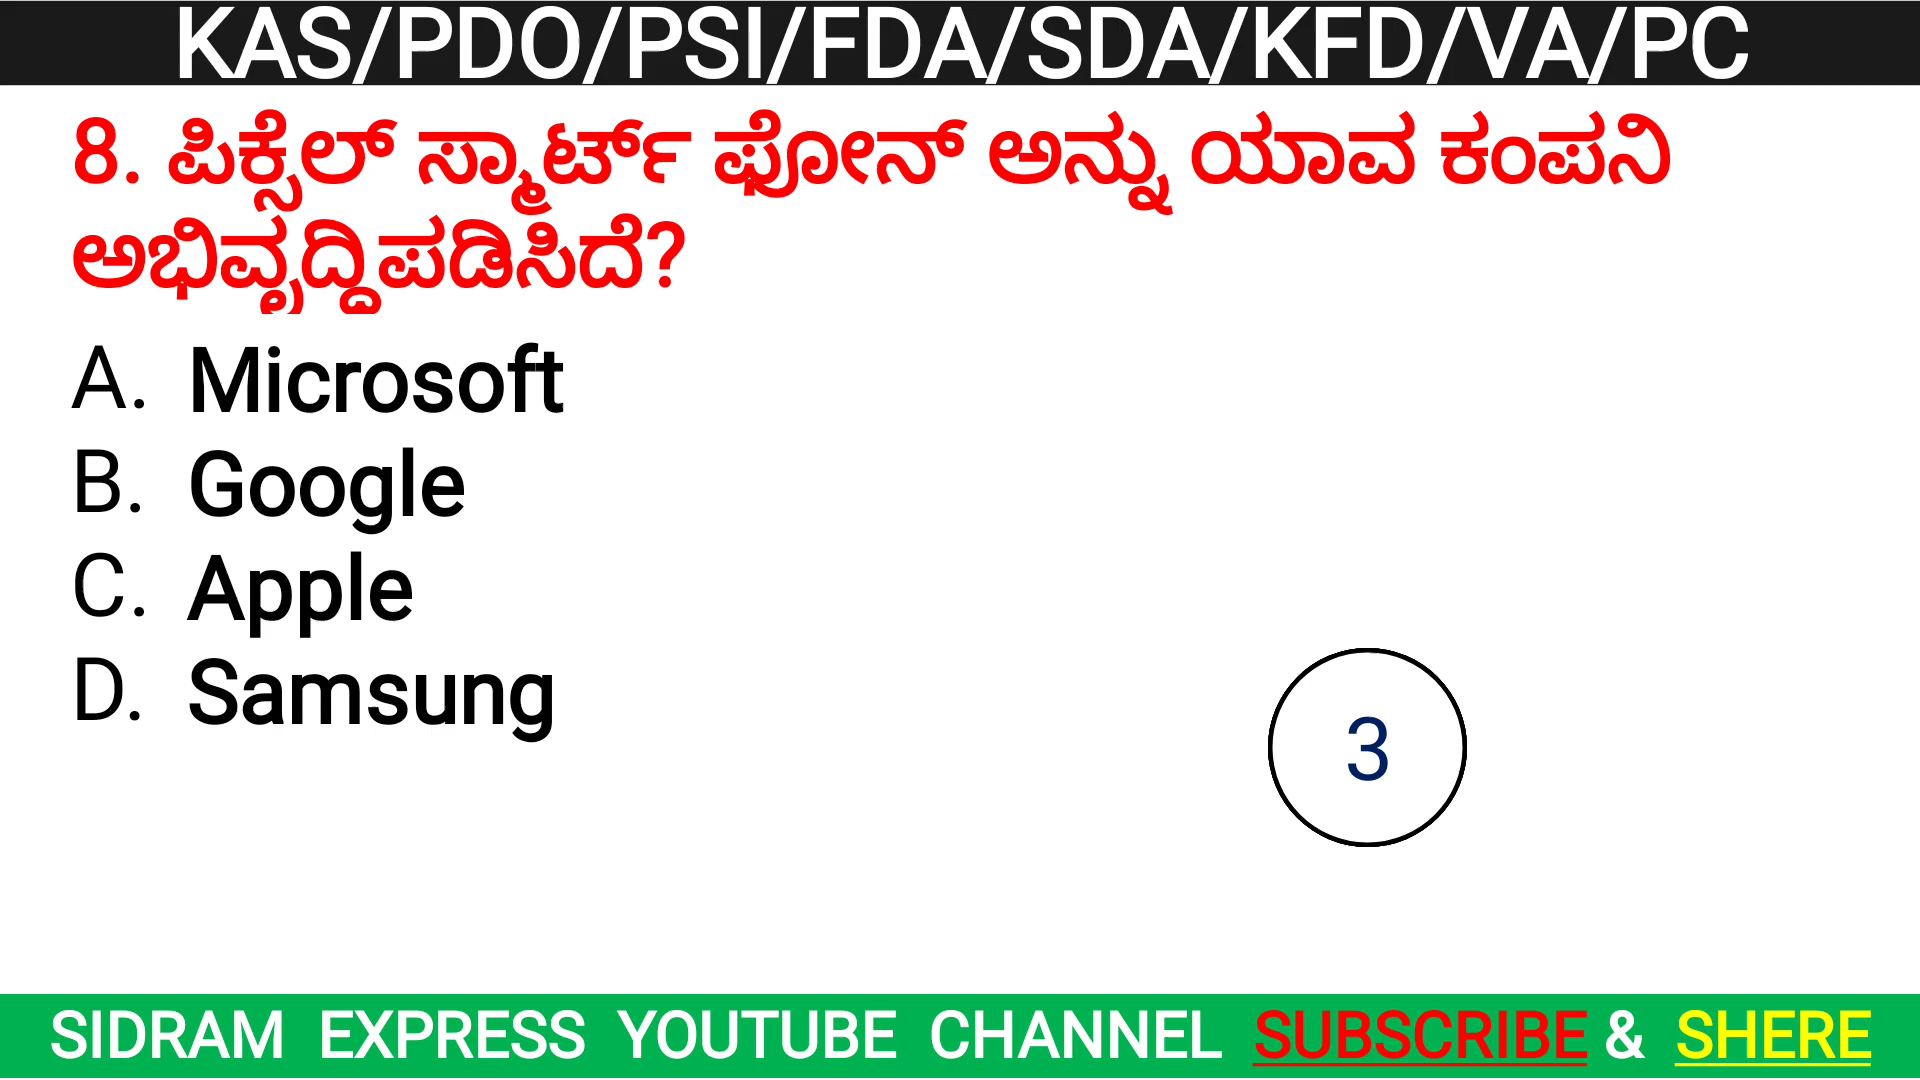 KAS/PDO/PSI/FDA/SDA/KFD/VA/PC
8. ಪಿಕ್ಸೆಲ್ ಸ್ಮಾರ್ಟ್ ಫೋನ್ ಅನ್ನು ಯಾವ ಕಂಪನಿ
ಅಭಿವೃದ್ಧಿಪಡಿಸಿದೆ?
A. Microsoft
B. Google
C. Apple
D. Samsung
3
SIDRAM EXPRESS YOUTUBE CHANNEL SUBSCRIBE & SHERE